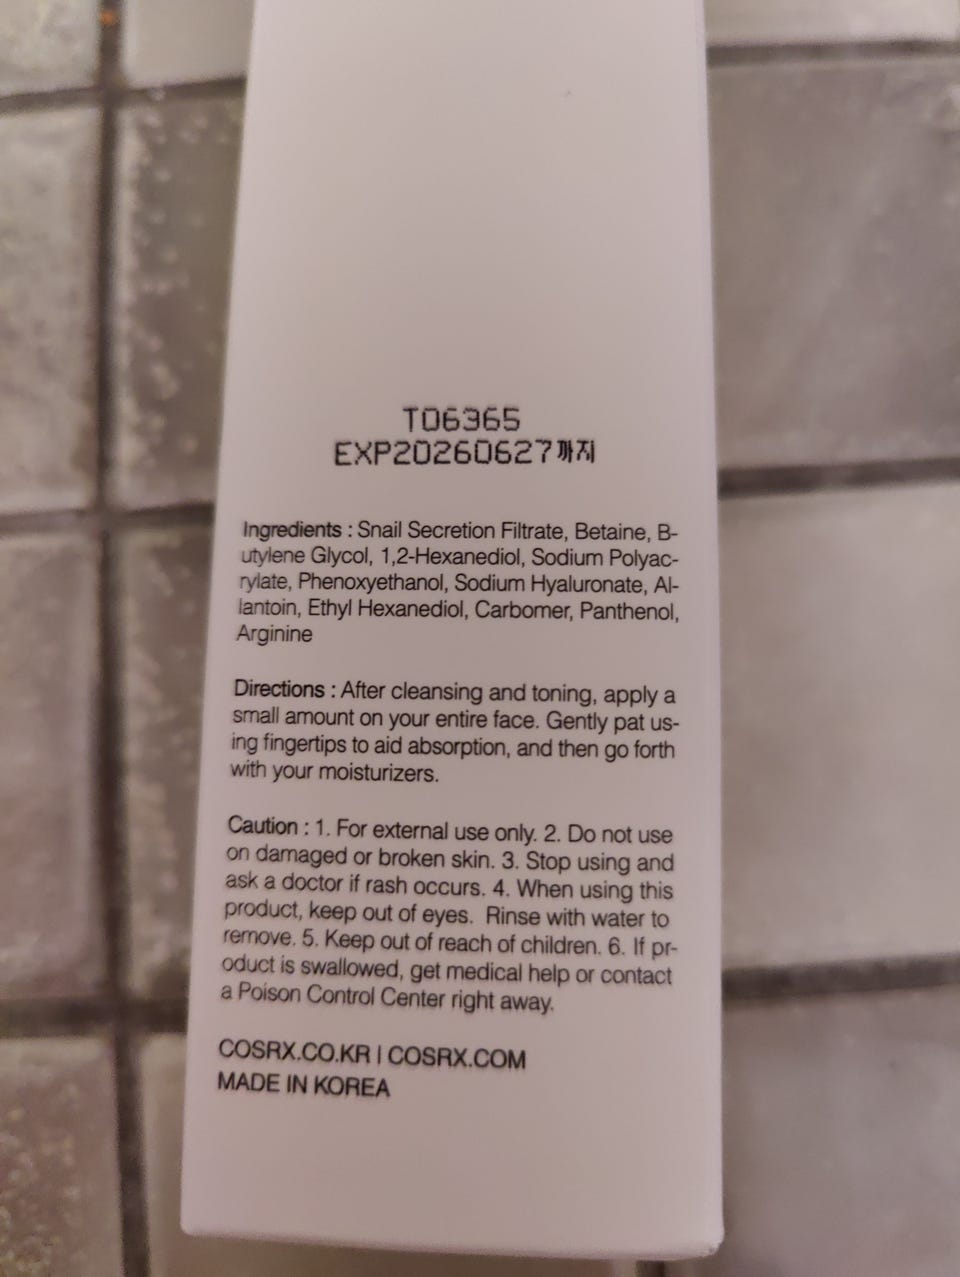 T06365
EXP20260627까지
Ingredients : Snail Secretion Filtrate, Betaine, B-
utylene Glycol, 1,2-Hexanediol, Sodium Polyac-
rylate, Phenoxyethanol, Sodium Hyaluronate, Al-
lantoin, Ethyl Hexanediol, Carbomer, Panthenol,
Arginine
Directions : After cleansing and toning, apply a
small amount on your entire face. Gently pat us-
ing fingertips to aid absorption, and then go forth
with your moisturizers.
Caution : 1. For external use only. 2. Do not use
on damaged or broken skin. 3. Stop using and
ask a doctor if rash occurs. 4. When using this
product, keep out of eyes. Rinse with water to
remove. 5. Keep out of reach of children. 6. If pr-
oduct is swallowed, get medical help or contact
a Poison Control Center right away.
COSRX.CO.KR | COSRX.COM
MADE IN KOREA